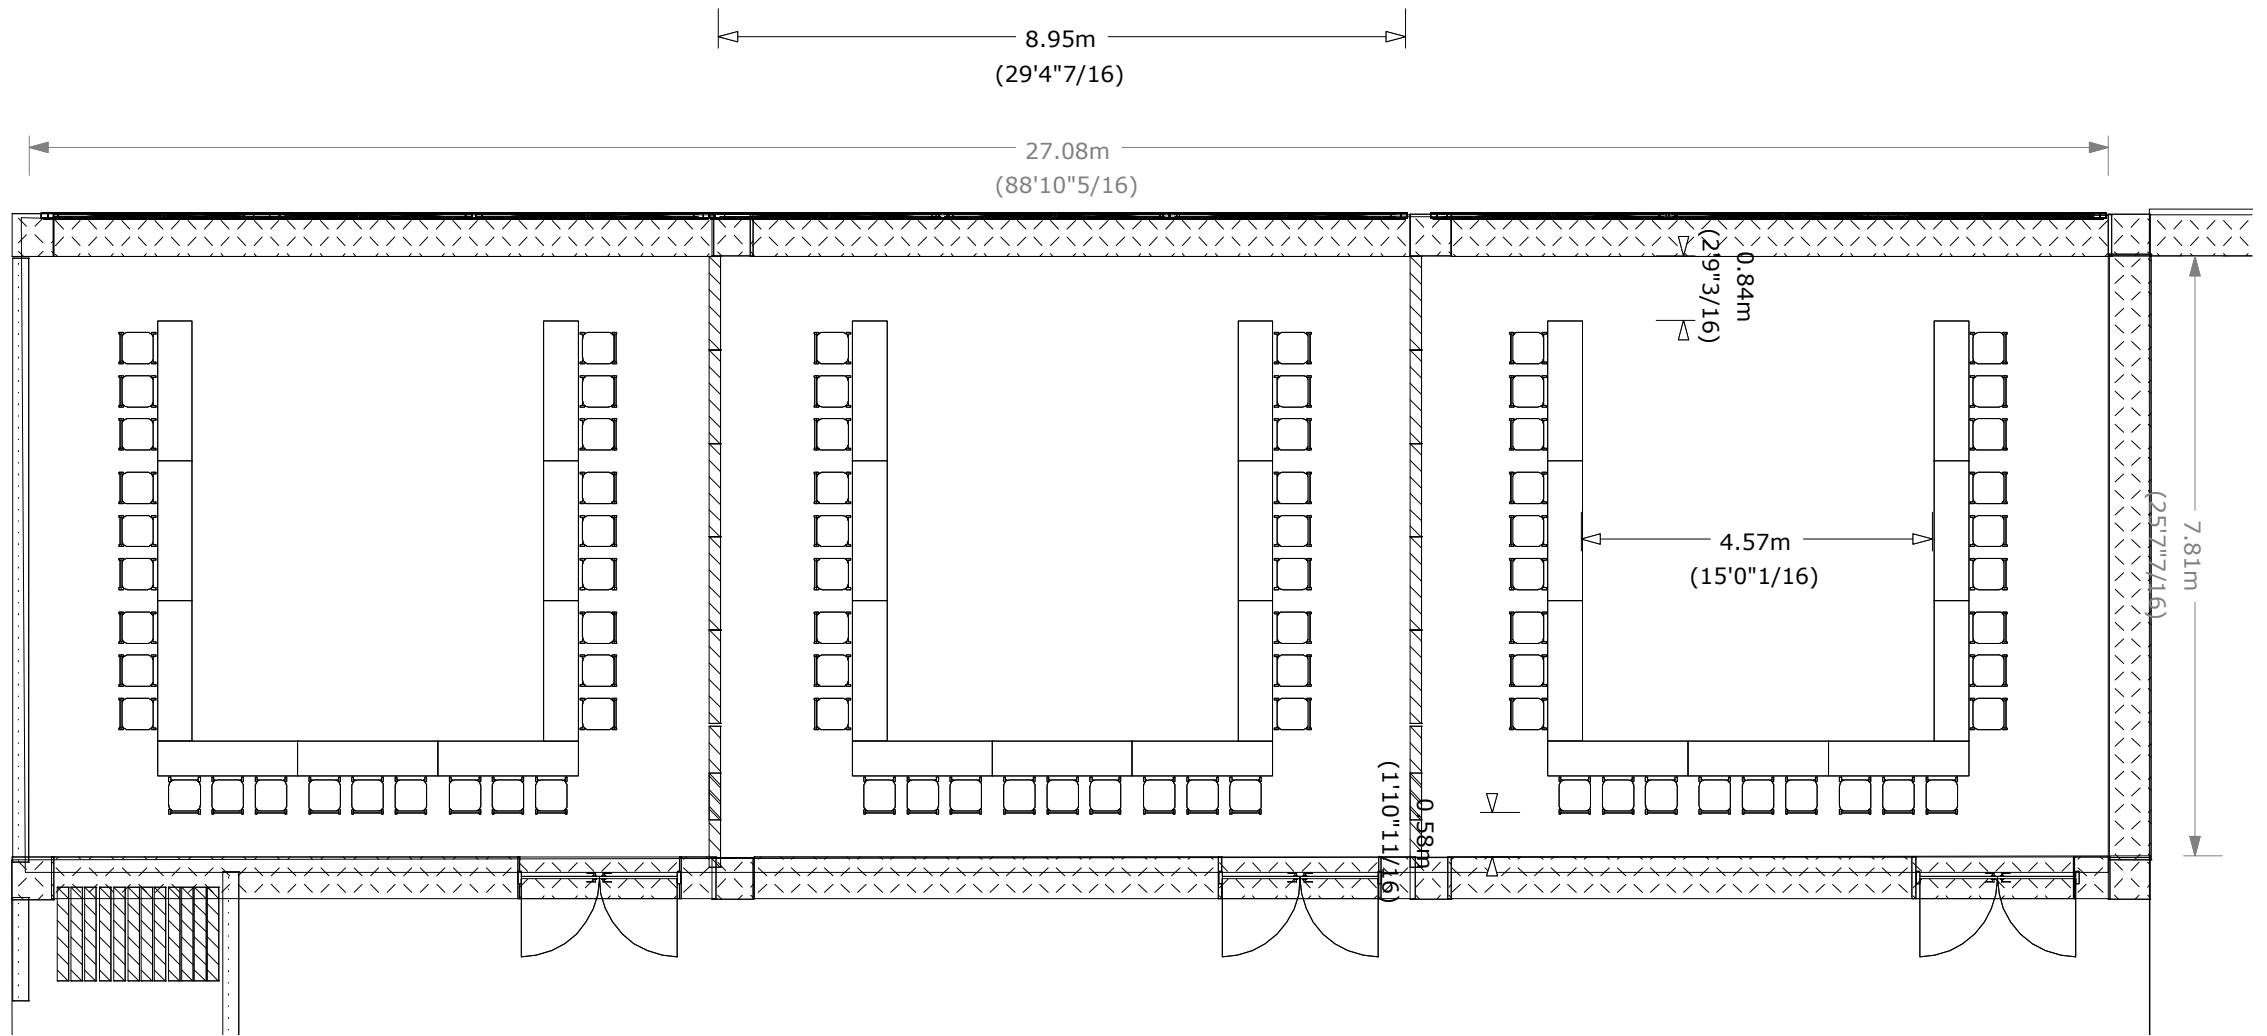 8.95m
(29'4"7/16)
27.08m
(88'10"5/16)
0.84m
(2'9"3/16)
4.57m
(15'0"1/16)
7.81m
(25'7"7/16)
0.58m
(1'10"11/16)